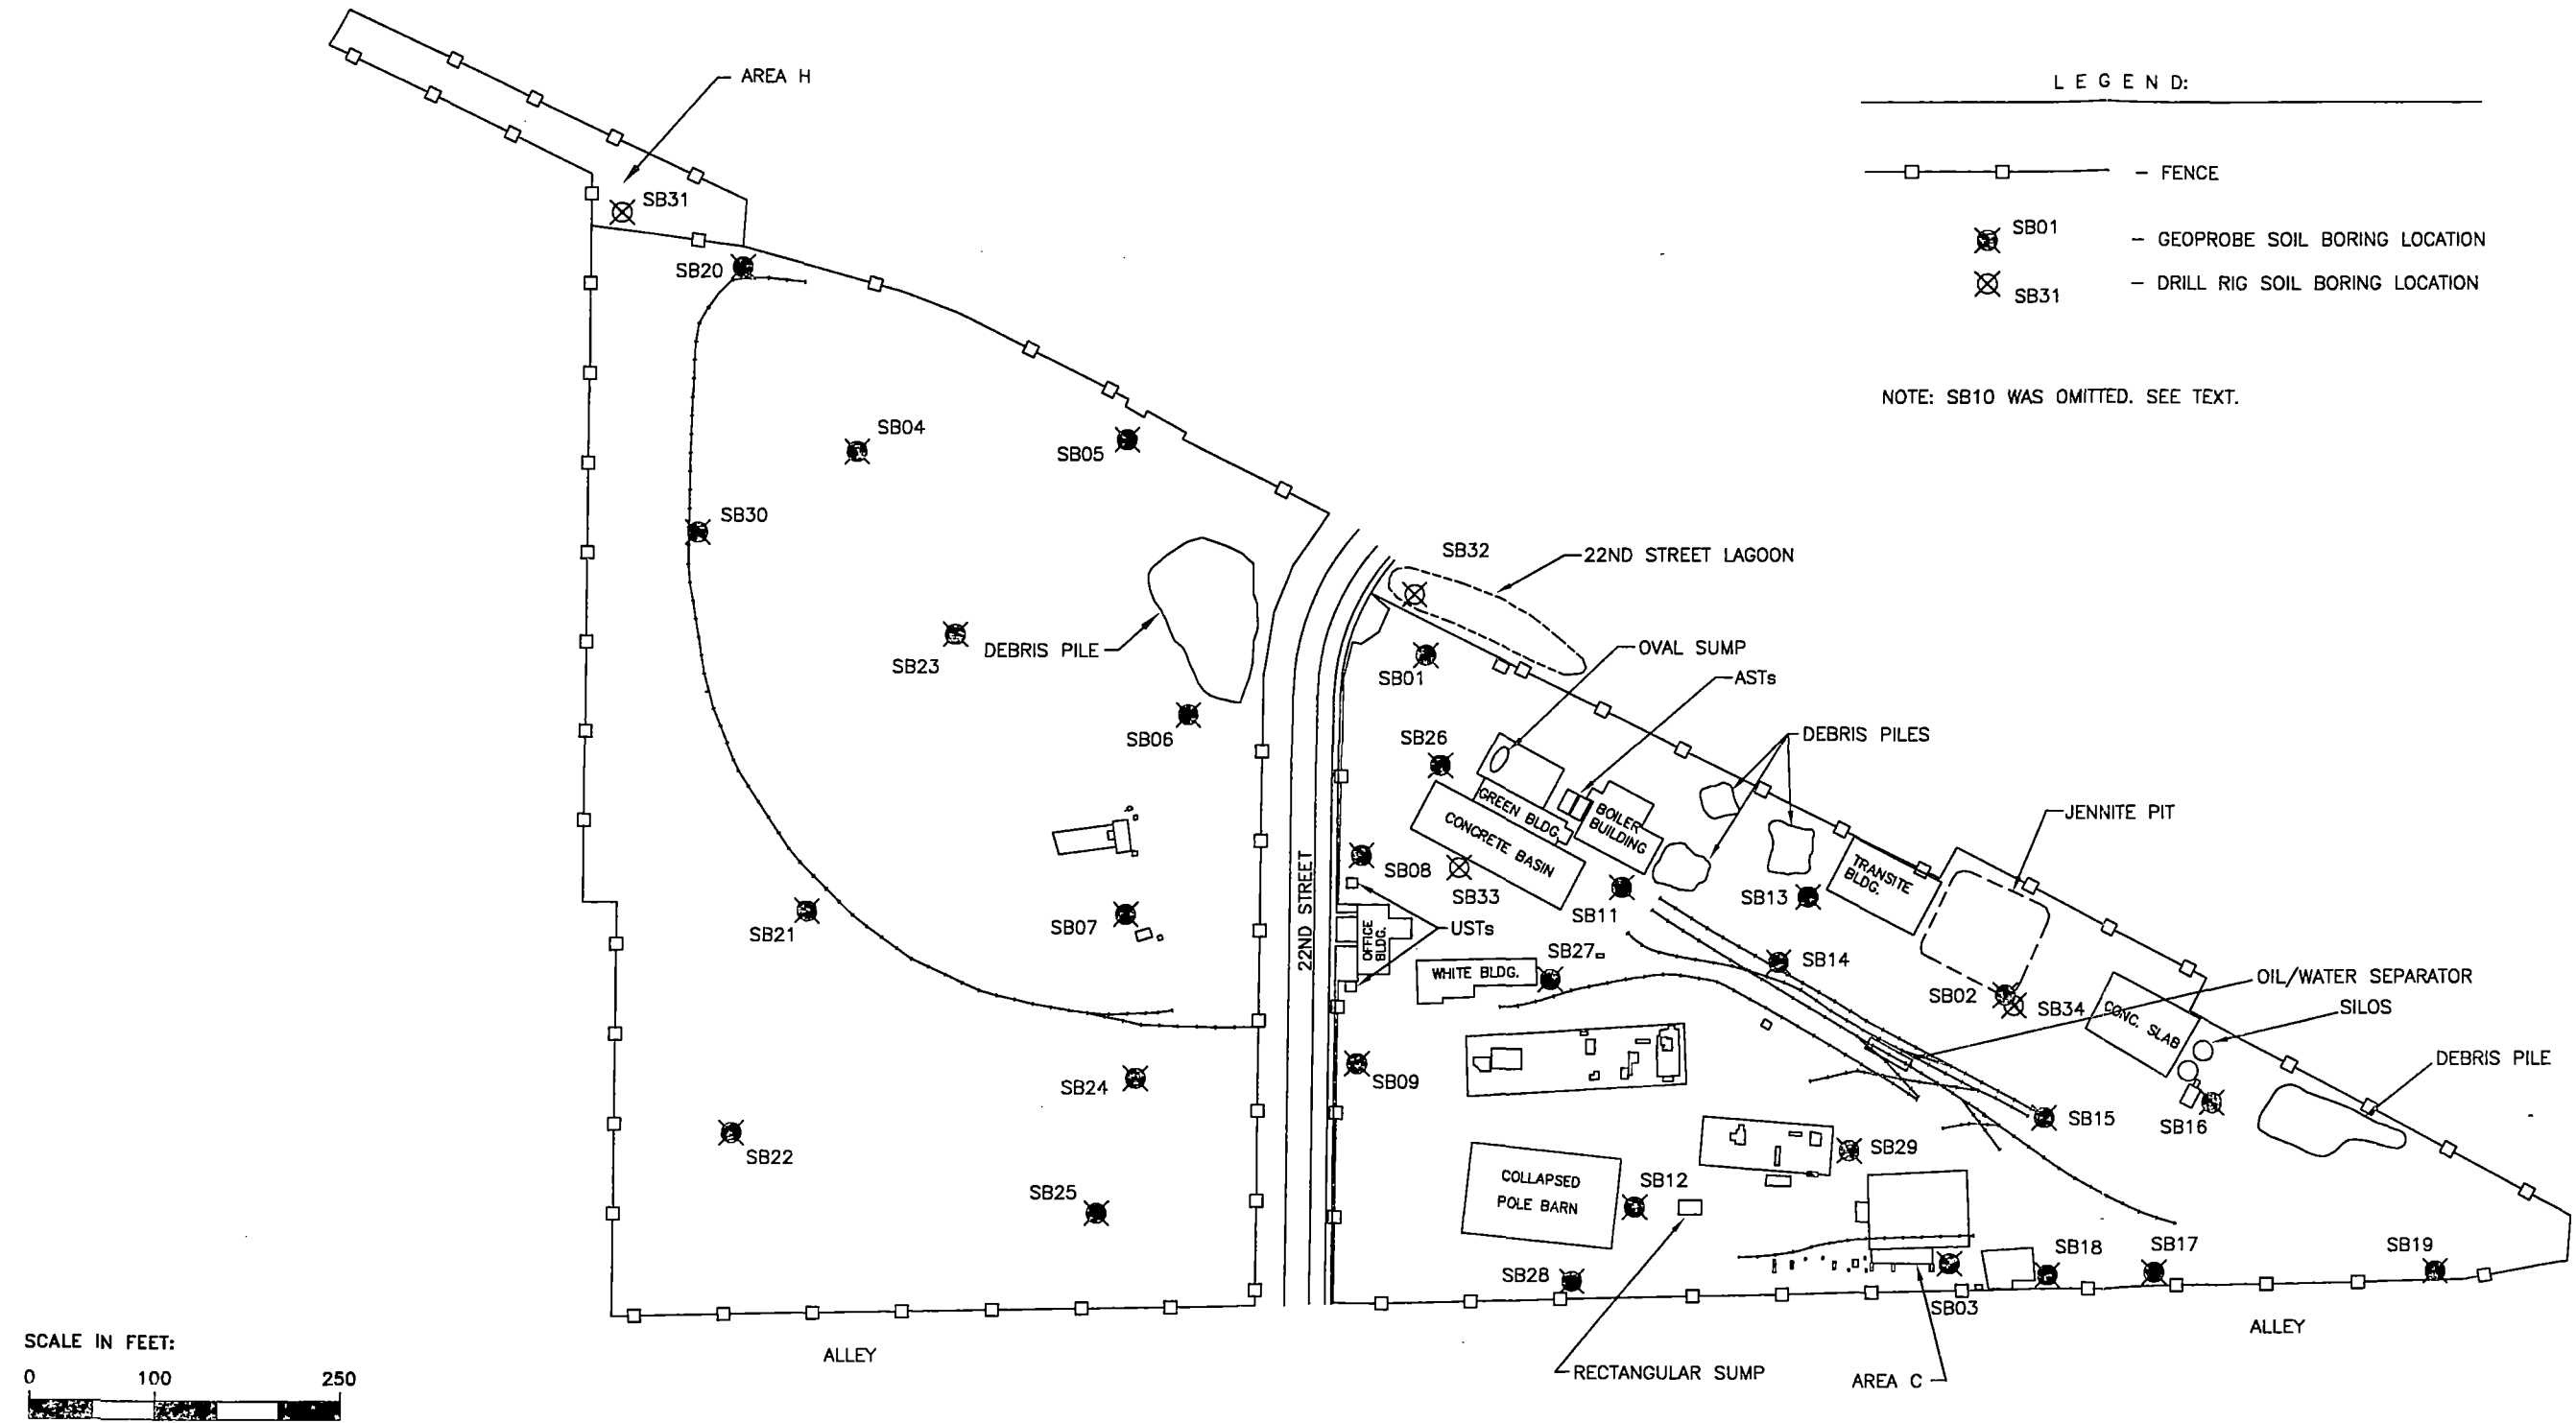 AREA H
L E G E N D:
– FENCE
SB01
– GEOPROBE SOIL BORING LOCATION
– DRILL RIG SOIL BORING LOCATION
SB31
NOTE: SB10 WAS OMITTED. SEE TEXT.
SB31
SB20
SB04
SB05
SB30
SB23
DEBRIS PILE
SB06
SB21
SB07
SB24
SB22
SB25
22ND STREET
SB32
22ND STREET LAGOON
SB01
OVAL SUMP
ASTs
SB26
DEBRIS PILES
GREEN BLDG.
BOILER
BUILDING
CONCRETE BASIN
JENNITE PIT
SB08
SB33
SB11
SB13
TRANSITE
BLDG.
OFFICE
BLDG.
USTs
SB27
WHITE BLDG.
SB14
OIL/WATER SEPARATOR
SB02
SB34
SILOS
CONC. SLAB
DEBRIS PILE
SB09
SB15
SB16
SB29
COLLAPSED
POLE BARN
SB12
SB18
SB17
SB19
SB28
SB03
ALLEY
RECTANGULAR SUMP
AREA C
ALLEY
SCALE IN FEET:
0 100 250